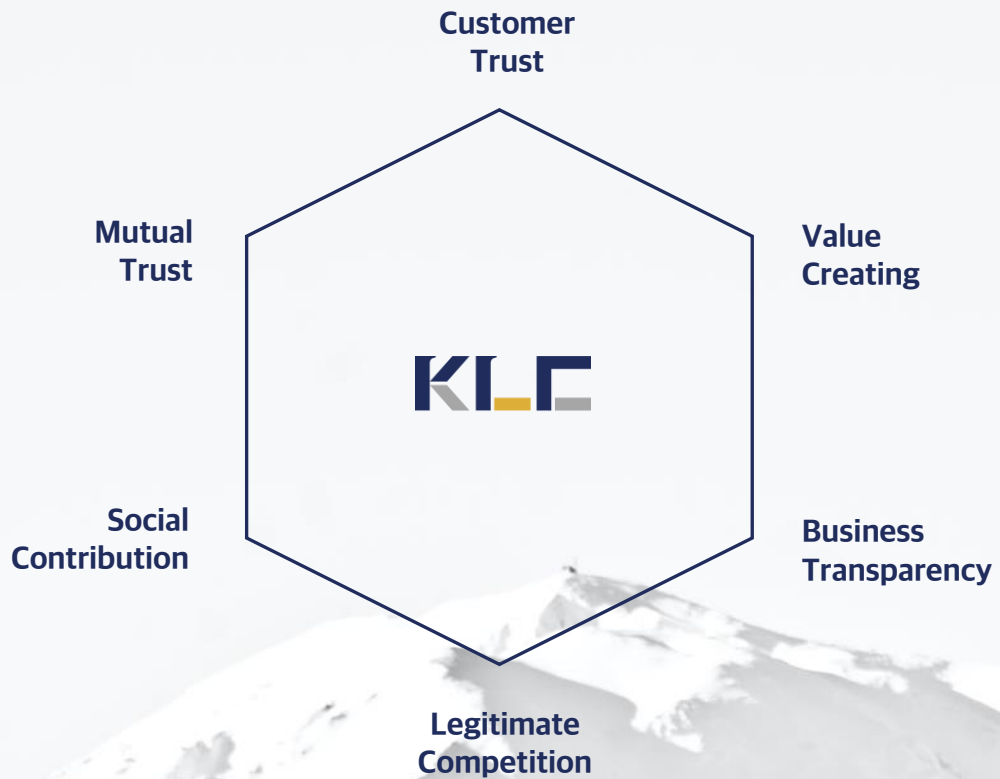 Customer
Trust
Mutual
Trust
Value
Creating
KLC
Social
Contribution
Business
Transparency
Legitimate
Competition